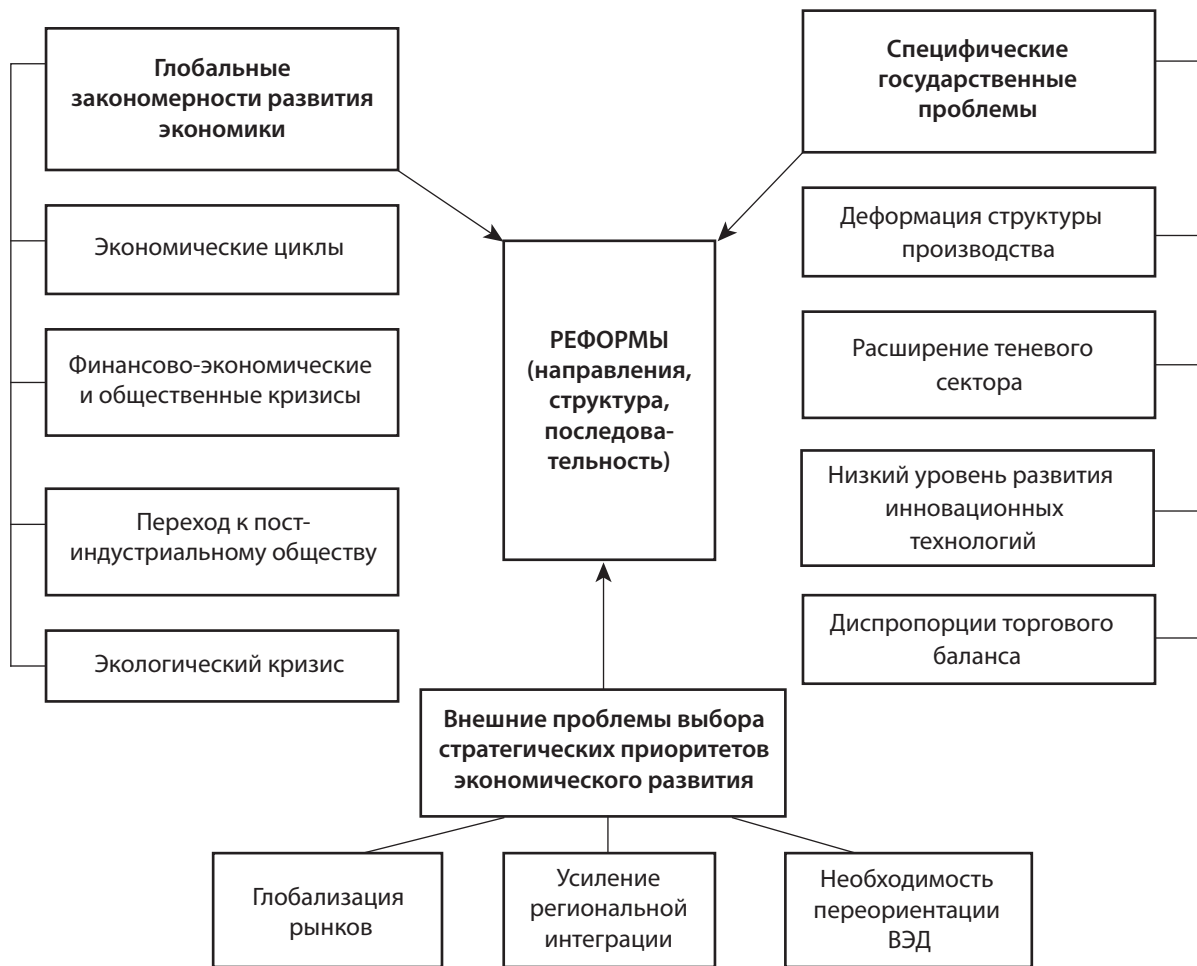 Глобальные
закономерности развития
экономики
Экономические циклы
Финансово-экономические
и общественные кризисы
Переход к пост-
индустриальному обществу
Экологический кризис
РЕФОРМЫ
(направления,
структура,
последова-
тельность)
Специфические
государственные
проблемы
Деформация структуры
производства
Расширение теневого
сектора
Низкий уровень развития
инновационных
технологий
Диспропорции торгового
баланса
Внешние проблемы выбора
стратегических приоритетов
экономического развития
Глобализация
рынков
Усиление
региональной
интеграции
Необходимость
переориентации
ВЭД